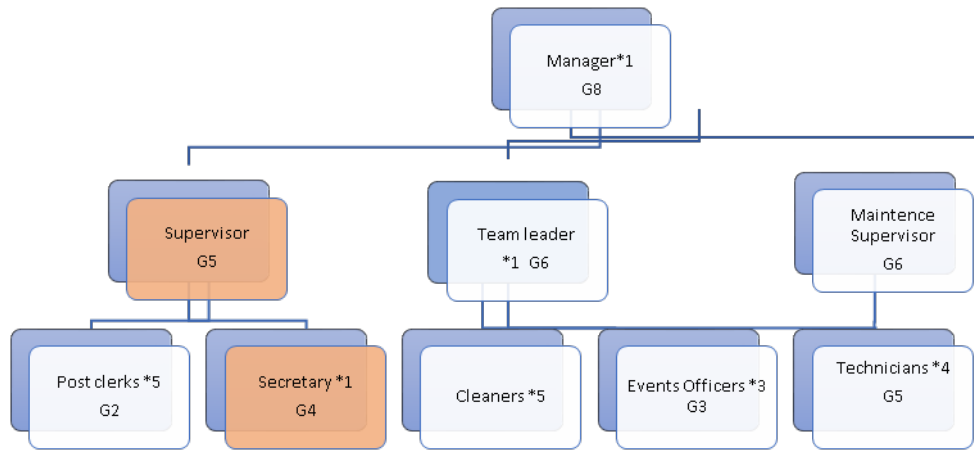 Manager*1
G8
Supervisor
G5
Team leader
*1 G6
Maintence
Supervisor
G6
Post clerks *5
G2
Secretary *1
G4
Cleaners *5
Events Officers *3
G3
Technicians *4
G5